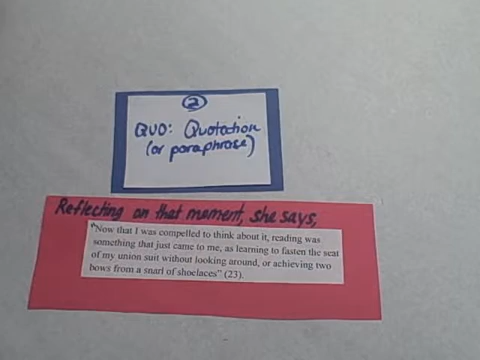 2
QUO: Quotation
(or paraphrase)
Reflecting on that moment, she says,
"Now that I was compelled to think about it, reading was
something that just came to me, as learning to fasten the seat
of my union suit without looking around, or achieving two
bows from a snarl of shoelaces" (23).